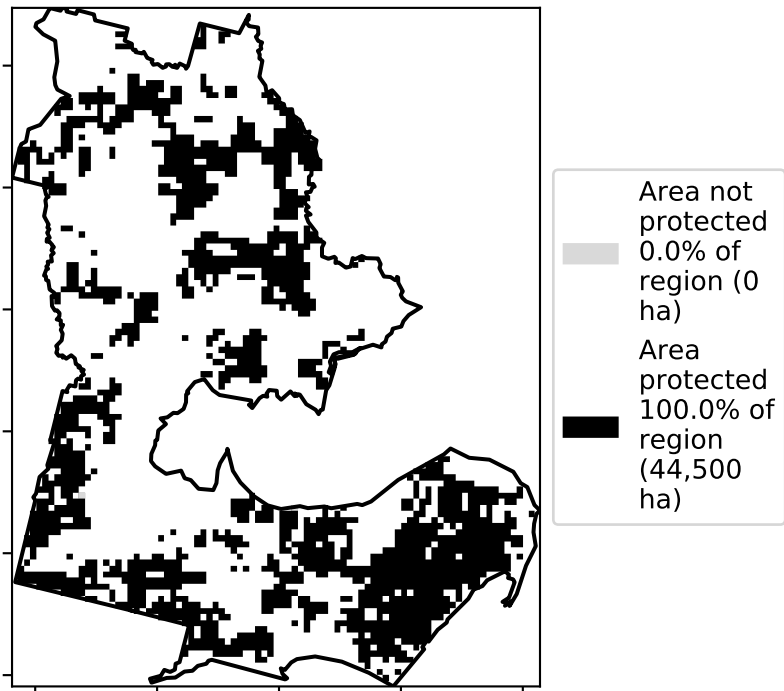 Area not
protected
0.0% of
region (0
ha)
Area
protected
100.0% of
region
(44,500
ha)